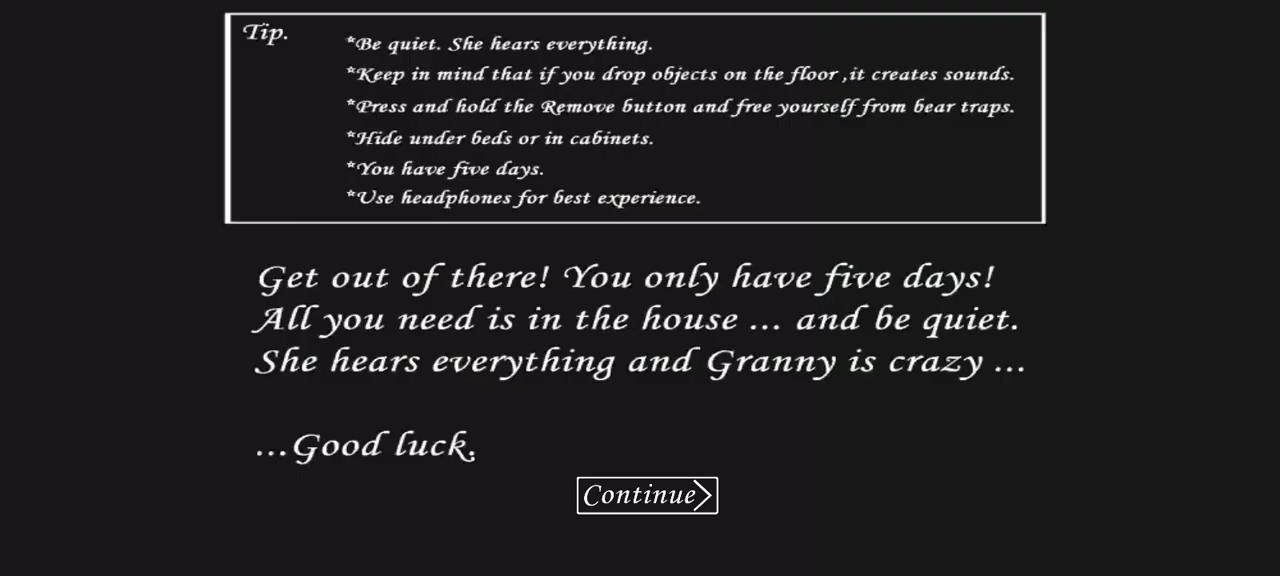 Tip.
*Be quiet. She hears everything.
*Keep in mind that if you drop objects on the floor ,it creates sounds.
*Press and hold the Remove button and free yourself from bear traps.
*Hide under beds or in cabinets.
*You have five days.
*Use headphones for best experience.
Get out of there! You only have five days!
All you need is in the house ... and be quiet.
She hears everything and Granny is crazy ...
...Good luck.
Continue